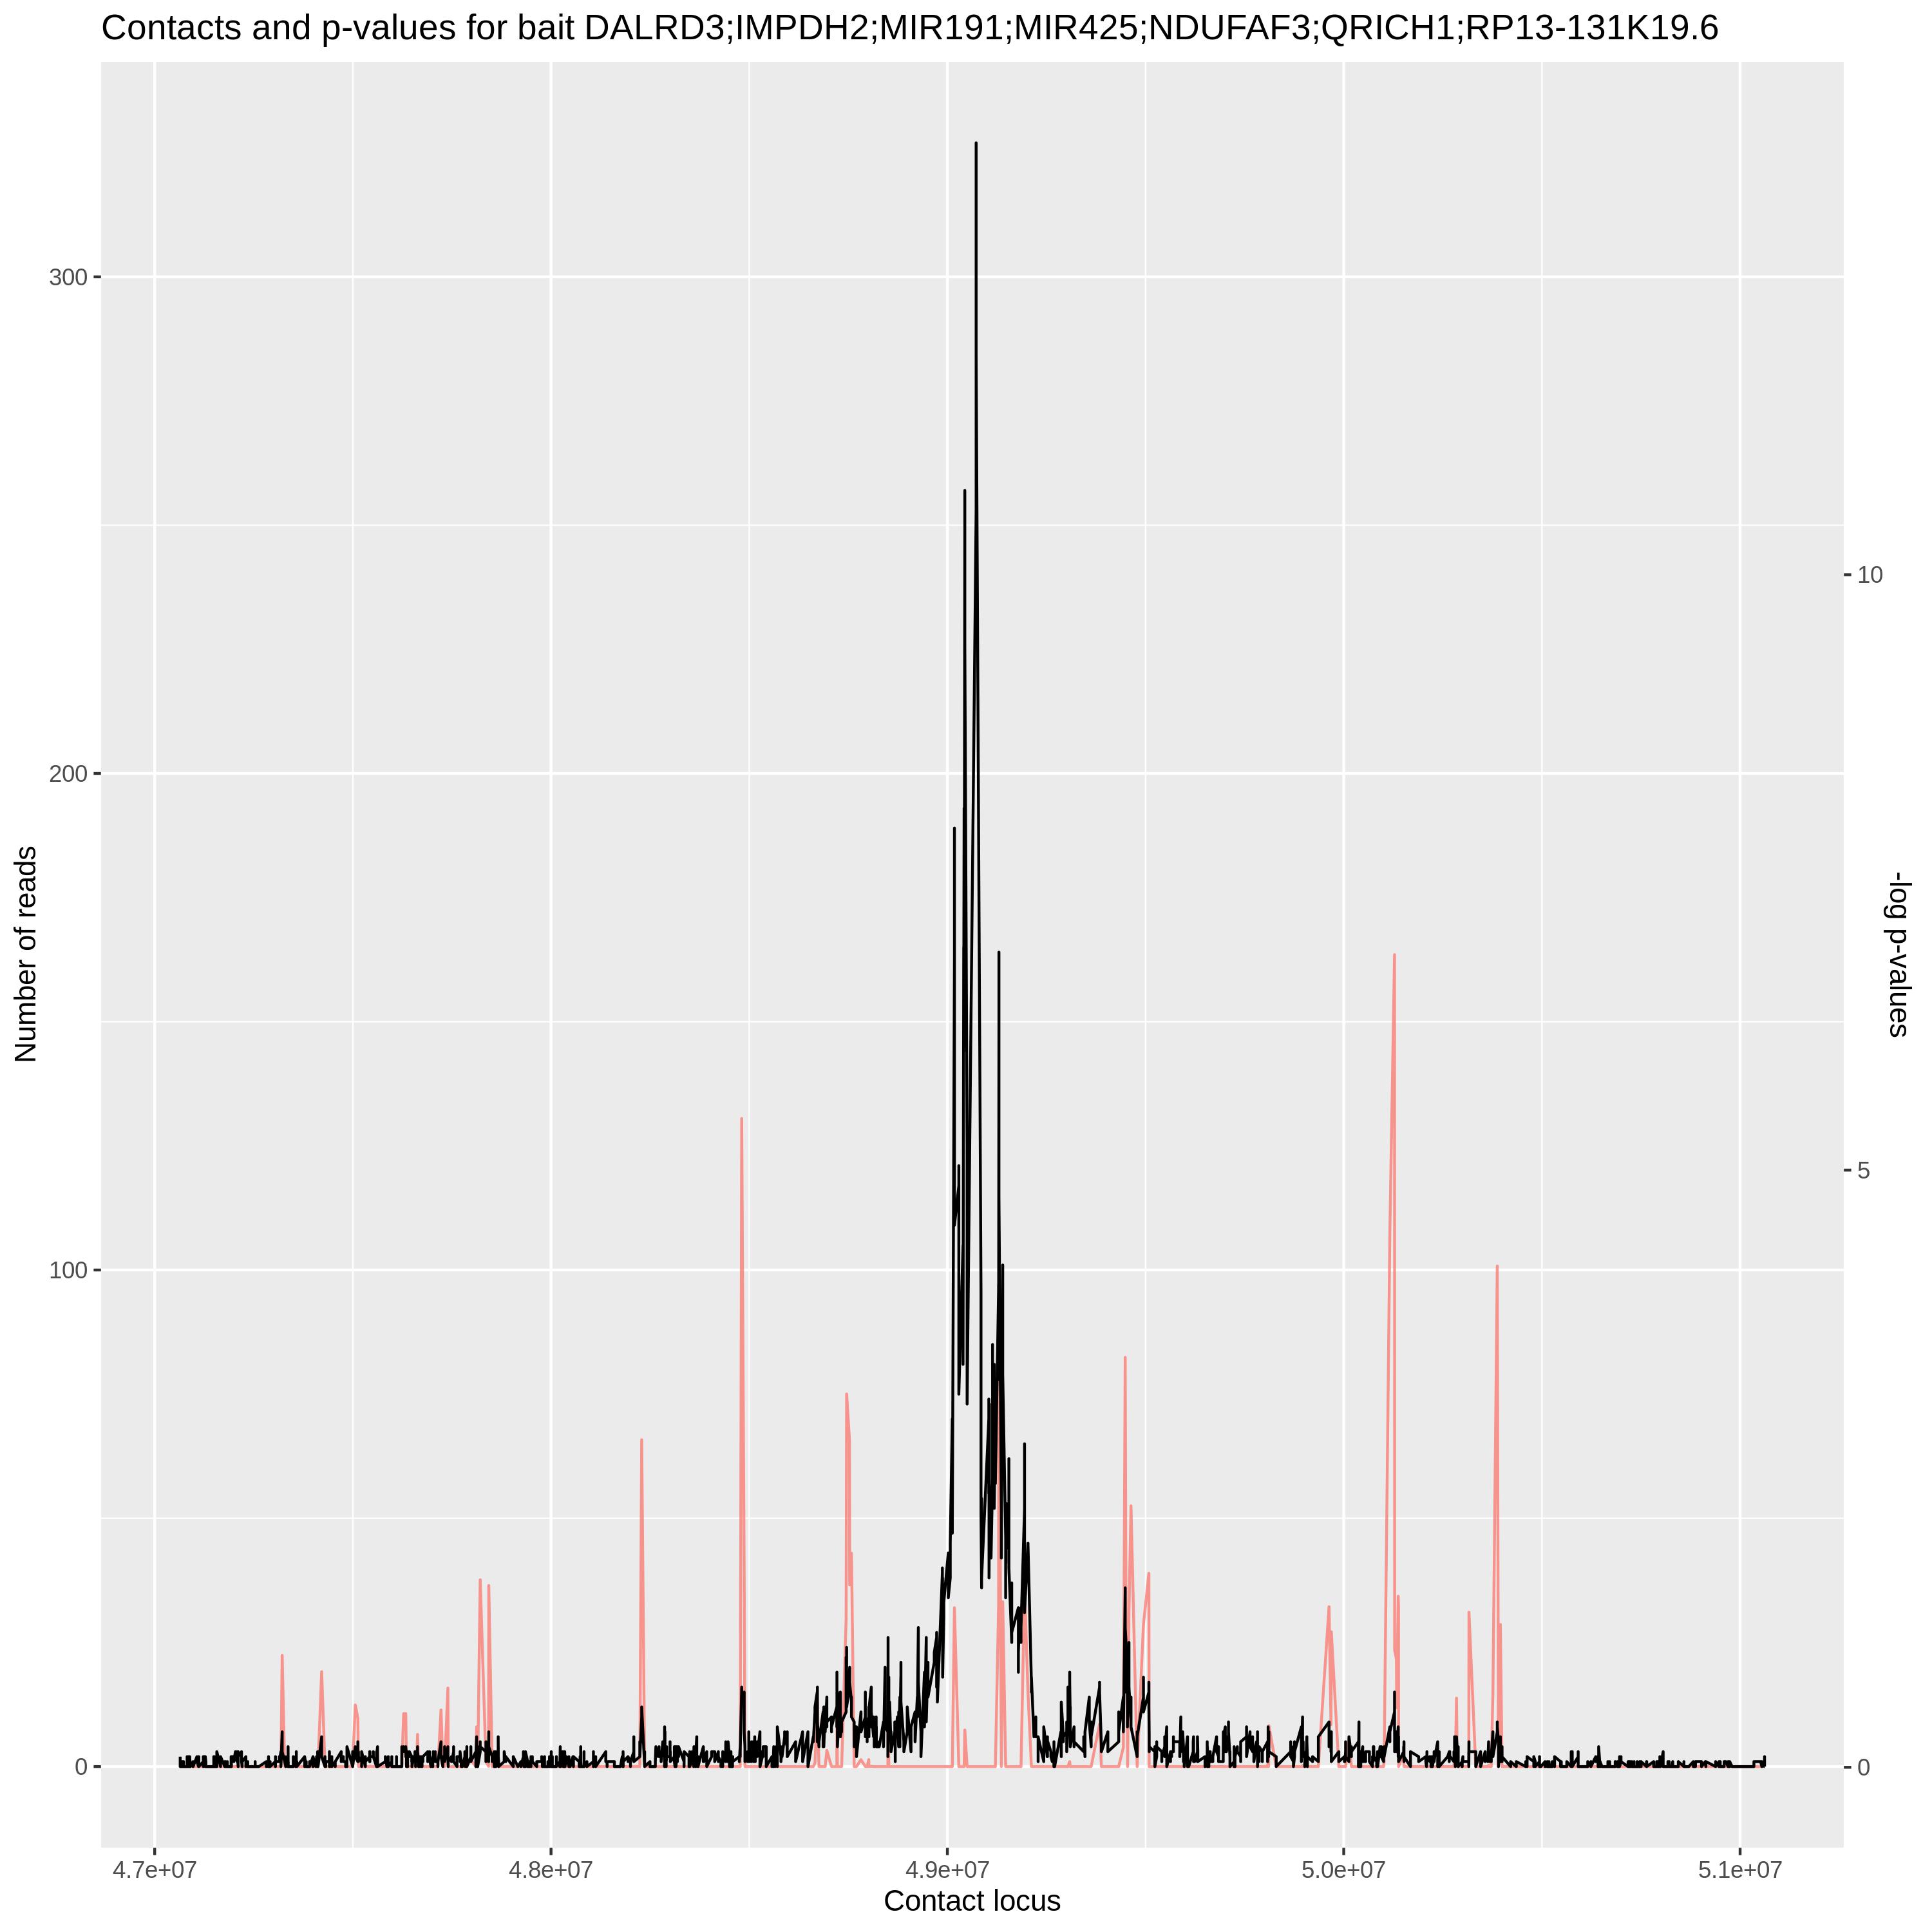 Contacts and p-values for bait DALRD3;IMPDH2;MIR191;MIR425;NDUFAF3;QRICH1;RP13-131K19.6
300
200
100
0
Number of reads
10
5
0
-log p-values
4.7e+07 4.8e+07 4.9e+07 5.0e+07 5.1e+07
Contact locus